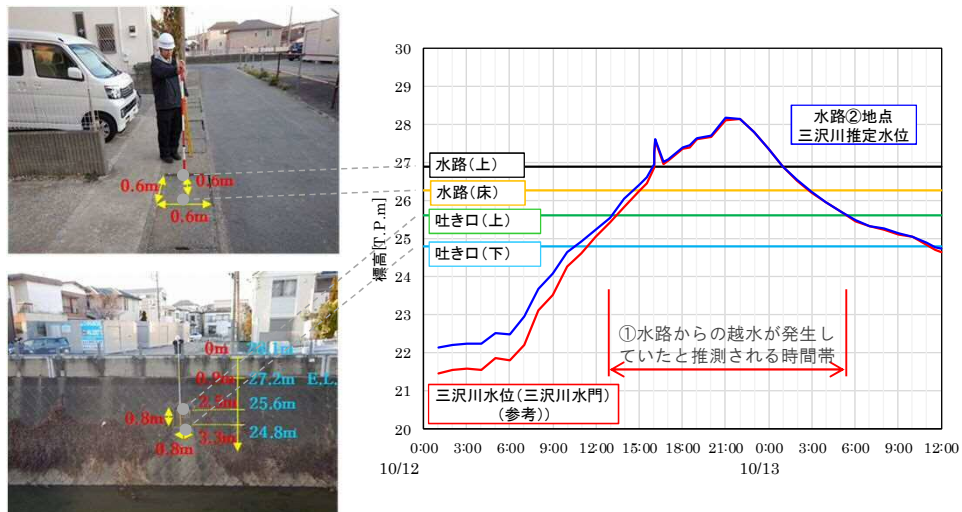 0.6m
0.6m
0.6m
0m
0.9m
27.2m E.L.
25.6m
0.8m
3.3m
24.8m
0.8m
標高[T.P.m]
30
29
28
27
26
25
24
23
22
21
20
水路②地点
三沢川推定水位
水路(上)
水路(床)
吐き口(上)
吐き口(下)
①水路からの越水が発生し
ていたと推測される時間帯
三沢川水位(三沢川水門)
(参考))
0:00 3:00 6:00 9:00 12:00 15:00 18:00 21:00 0:00 3:00 6:00 9:00 12:00
10/12 10/13